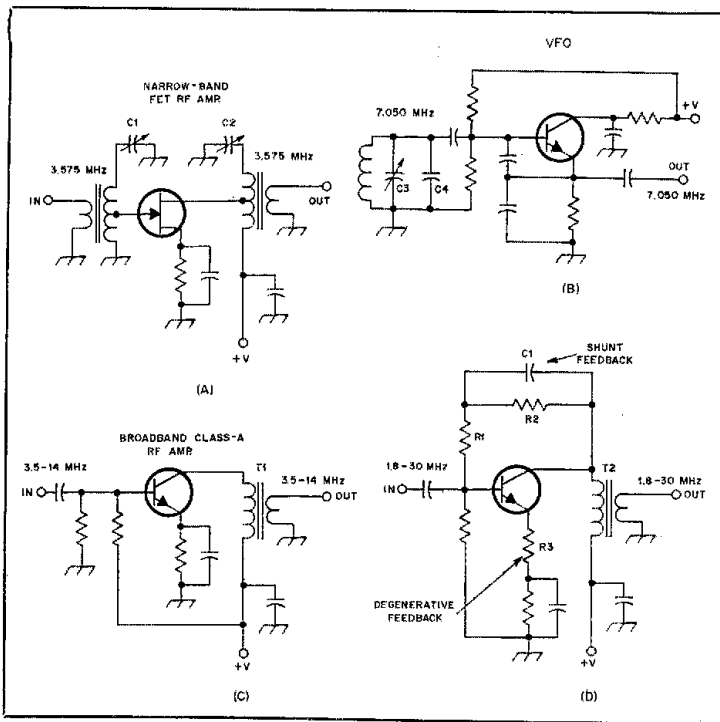 NARROW-BAND
FET RF AMP
C1
C2
3.575 MHz
3.575 MHz
IN
OUT
+V
(A)
VFO
7.050 MHz
C3
C4
+V
OUT
7.050 MHz
(B)
BROADBAND CLASS-A
RF AMP
3.5-14 MHz
IN
T1
3.5-14 MHz
OUT
+V
(C)
C1
SHUNT
FEEDBACK
R2
R1
1.8-30 MHz
IN
T2
1.8-30 MHz
OUT
R3
DEGENERATIVE
FEEDBACK
+V
(D)